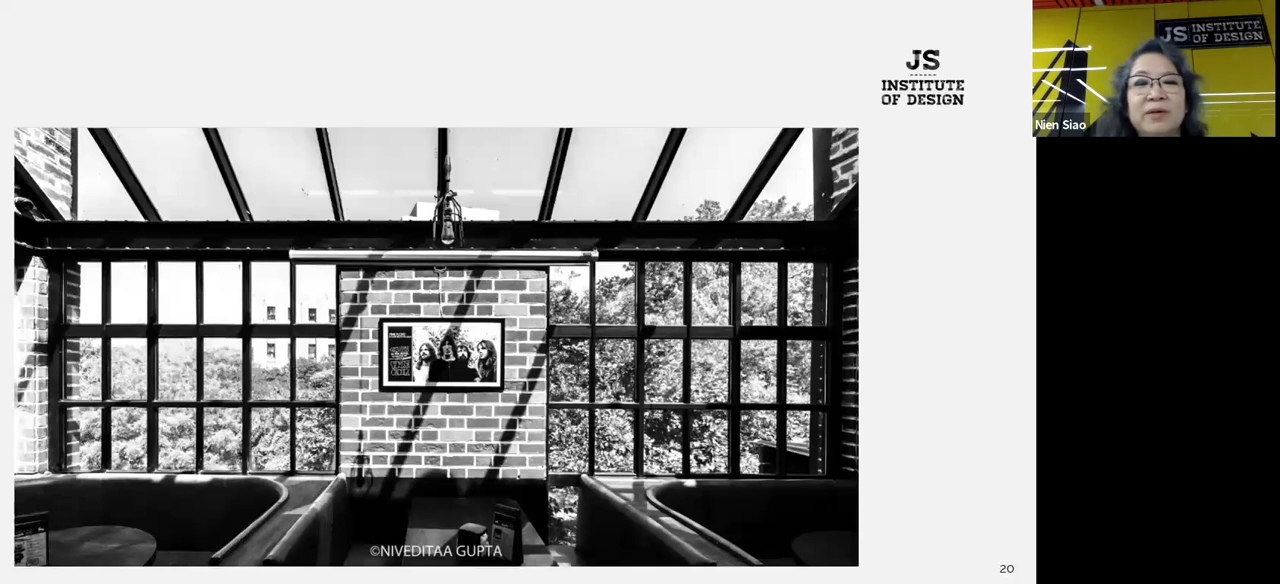 JS
INSTITUTE
OF DESIGN
JS INSTITUTE
OF DESIGN
Nien Siao
©NIVEDITAA GUPTA
20